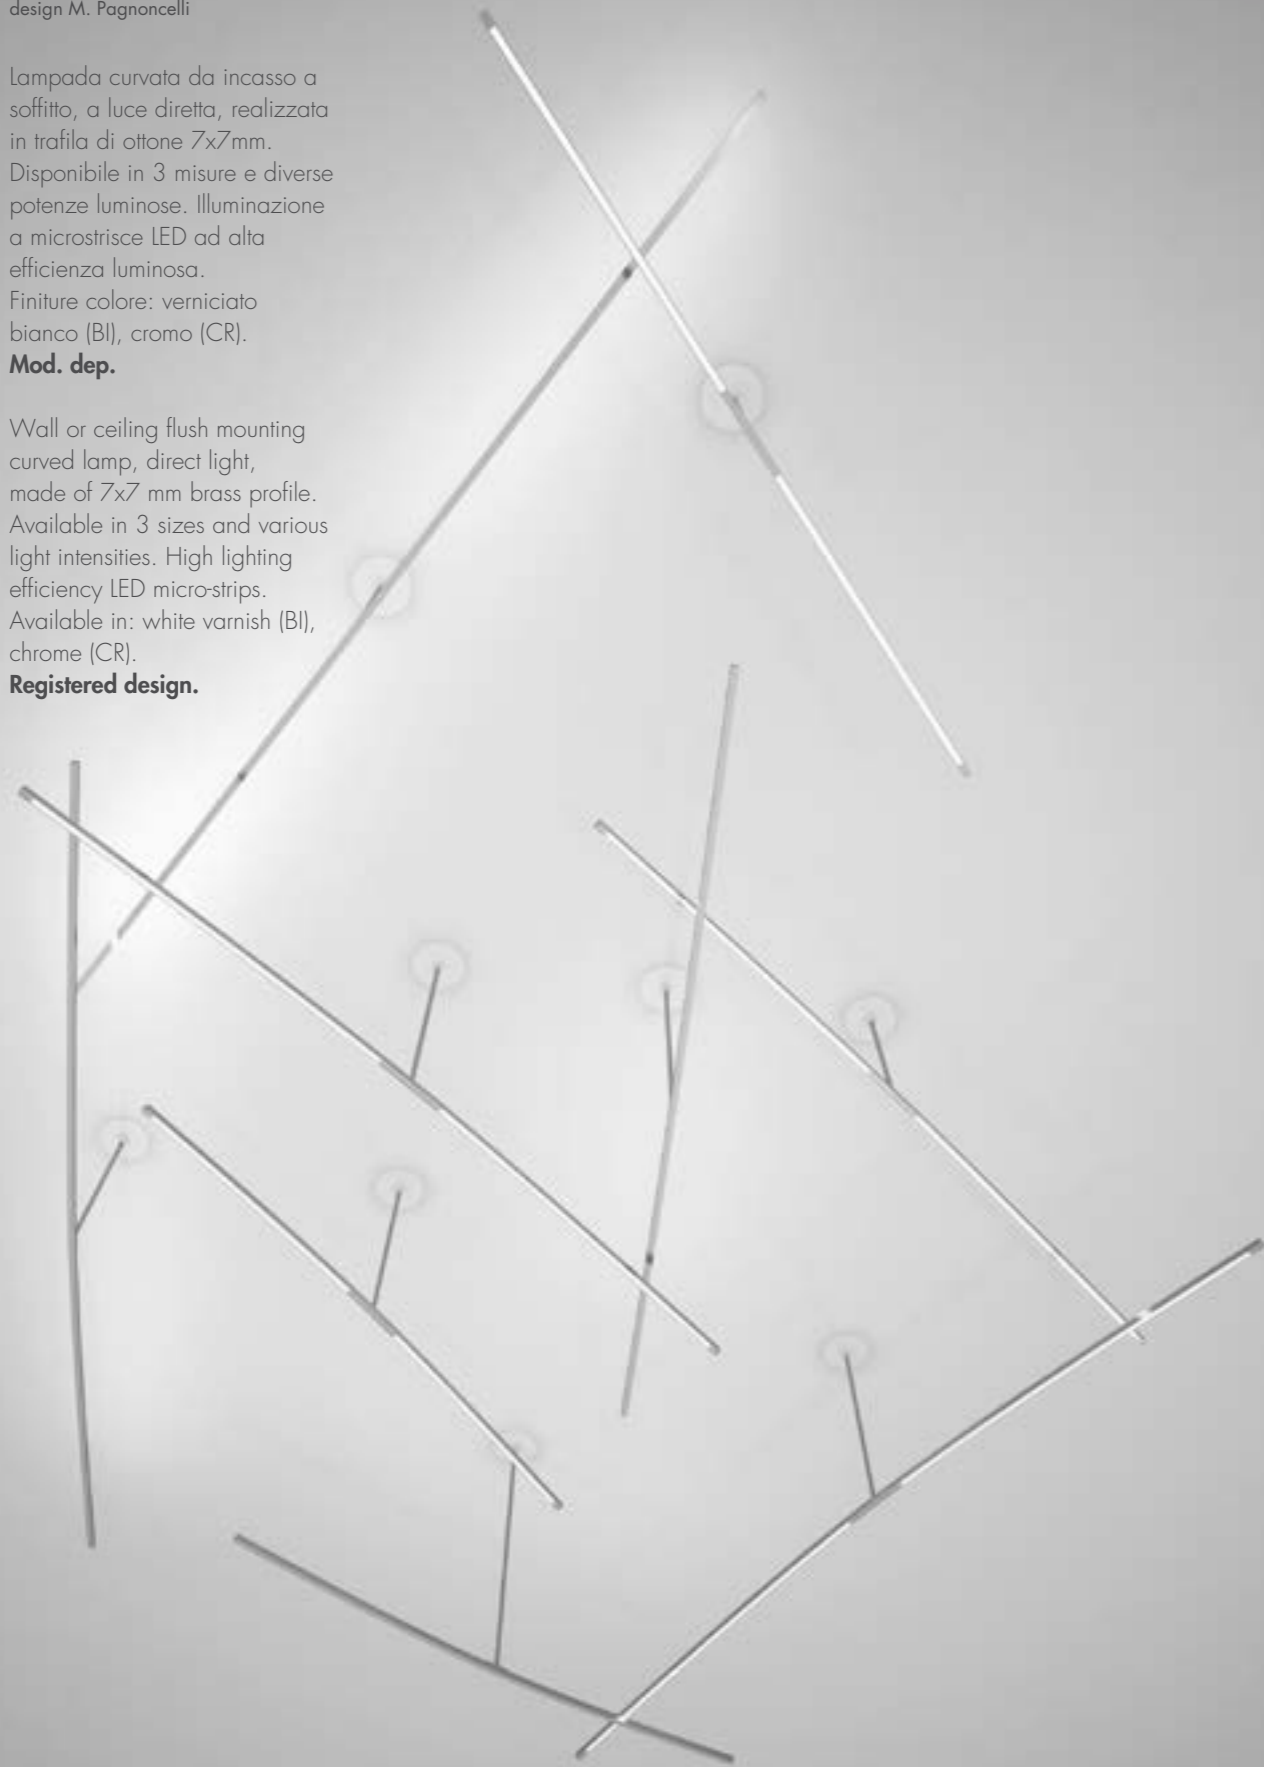 design M. Pagnoncelli
Lampada curvata da incasso a
soffitto, a luce diretta, realizzata
in trafila di ottone 7x7mm.
Disponibile in 3 misure e diverse
potenze luminose. Illuminazione
a microstrisce LED ad alta
efficienza luminosa.
Finiture colore: verniciato
bianco (BI), cromo (CR).
Mod. dep.
Wall or ceiling flush mounting
curved lamp, direct light,
made of 7x7 mm brass profile.
Available in 3 sizes and various
light intensities. High lighting
efficiency LED micro-strips.
Available in: white varnish (BI),
chrome (CR).
Registered design.